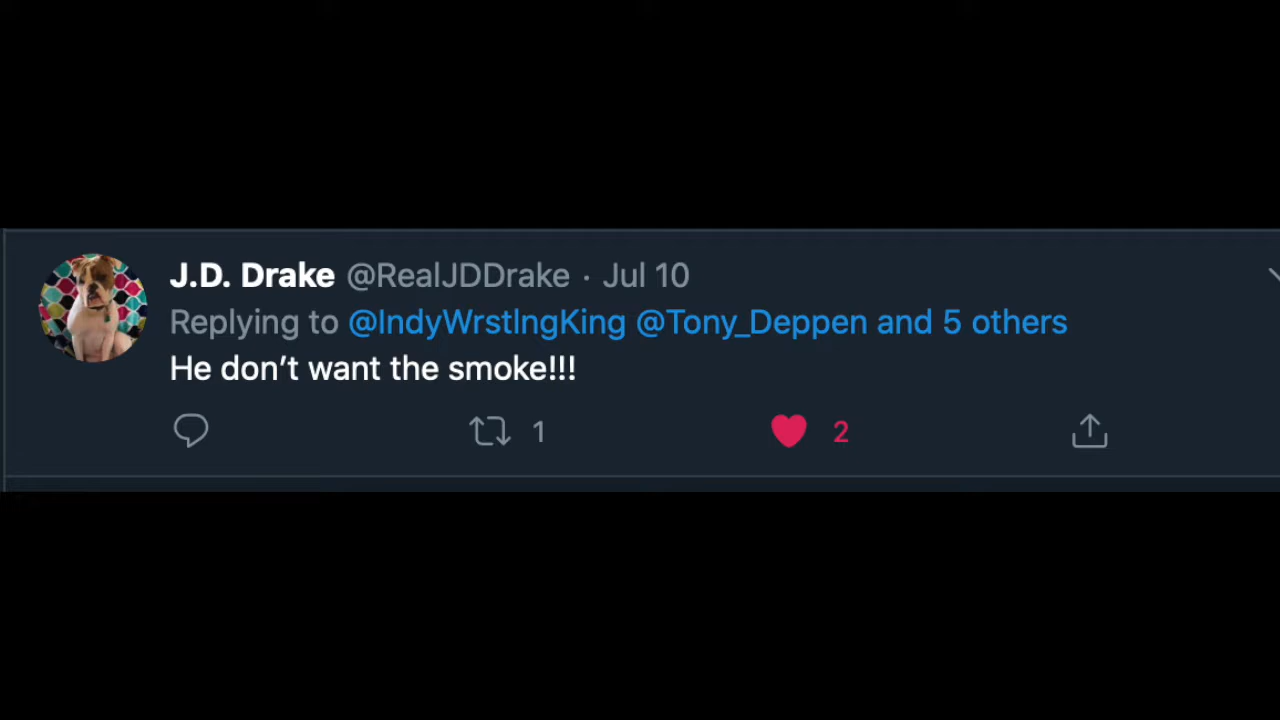 J.D. Drake @RealJDDrake · Jul 10
Replying to @IndyWrstlngKing @Tony_Deppen and 5 others
He don’t want the smoke!!!
1 2